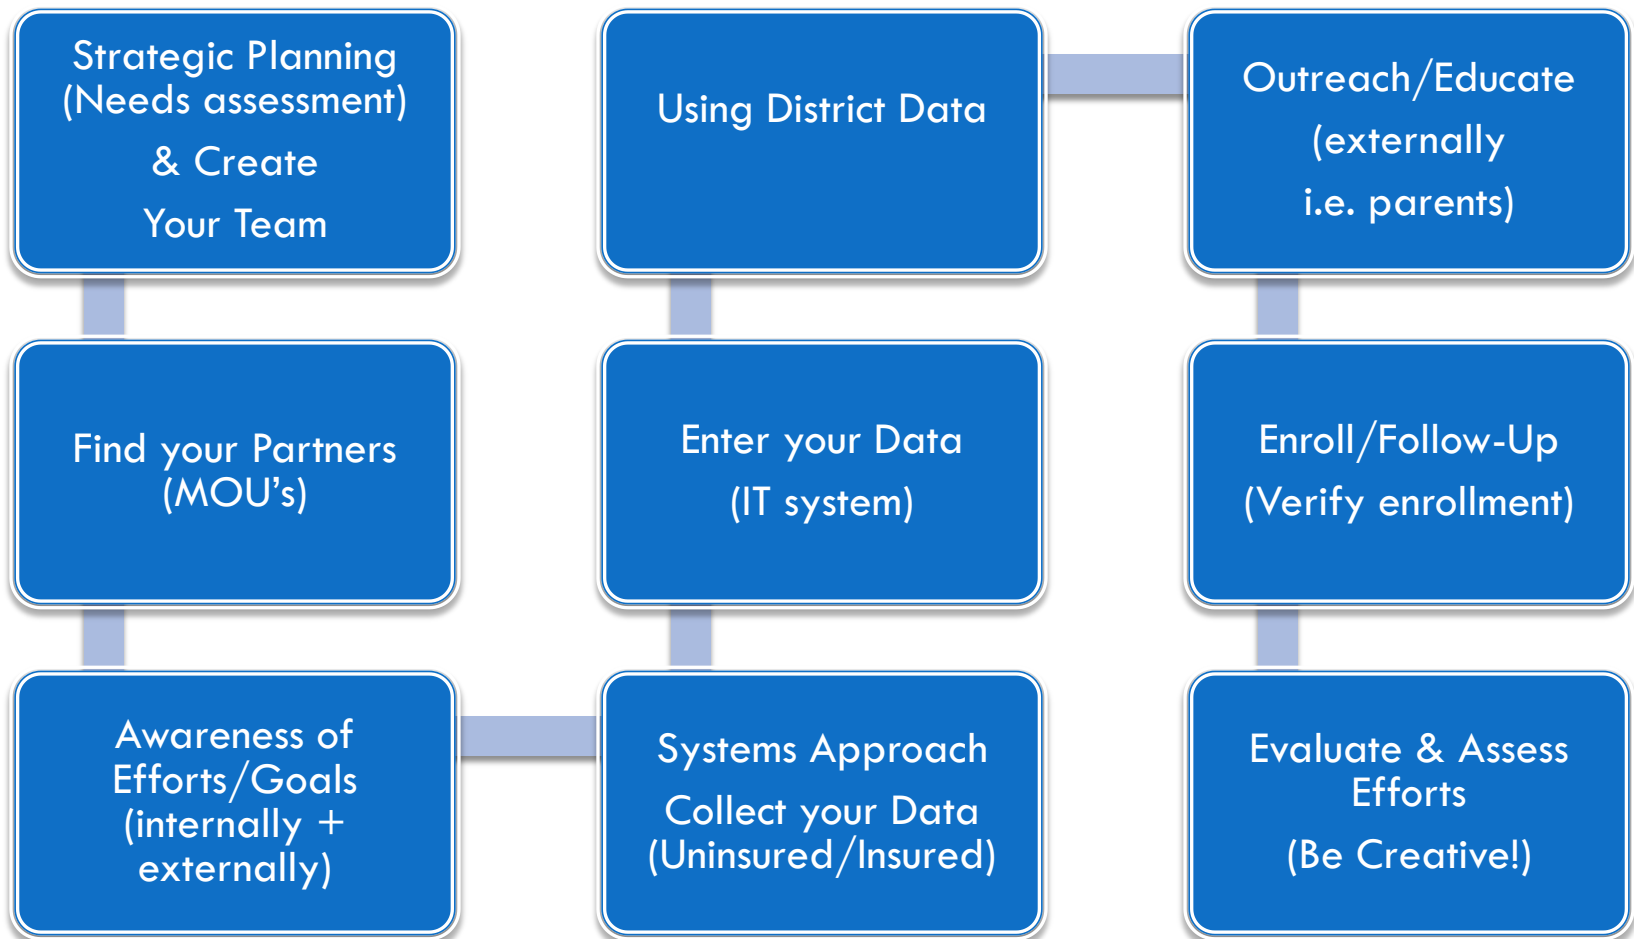 Strategic Planning
(Needs assessment)
& Create
Your Team
Find your Partners
(MOU’s)
Awareness of
Efforts/Goals
(internally +
externally)
Systems Approach
Collect your Data
(Uninsured/Insured)
Enter your Data
(IT system)
Using District Data
Outreach/Educate
(externally
i.e. parents)
Enroll/Follow-Up
(Verify enrollment)
Evaluate & Assess
Efforts
(Be Creative!)